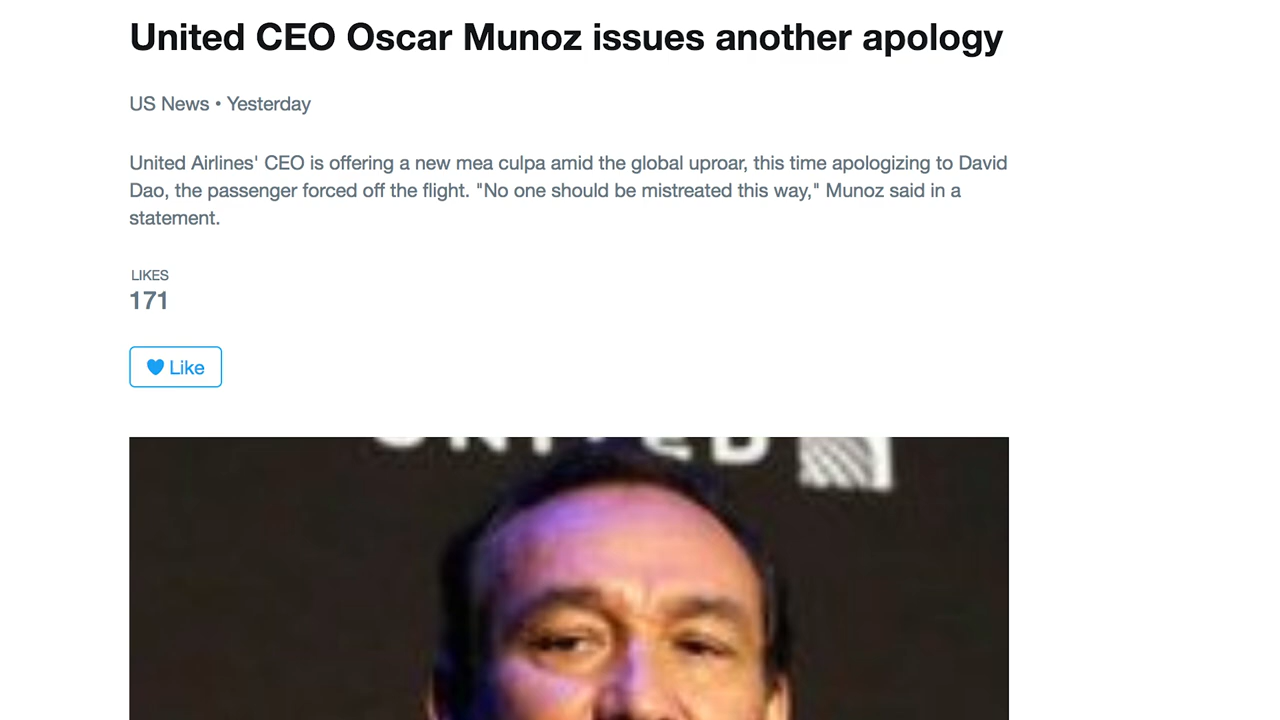 United CEO Oscar Munoz issues another apology
US News • Yesterday
United Airlines' CEO is offering a new mea culpa amid the global uproar, this time apologizing to David
Dao, the passenger forced off the flight. "No one should be mistreated this way," Munoz said in a
statement.
LIKES
171
Like
UNITED